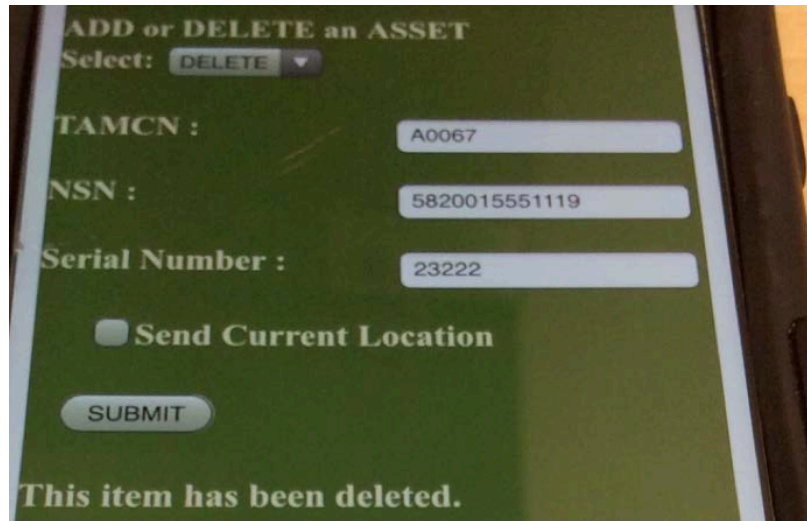 ADD or DELETE an ASSET
Select: DELETE
TAMCN : A0067
NSN : 5820015551119
Serial Number : 23222
Send Current Location
SUBMIT
This item has been deleted.